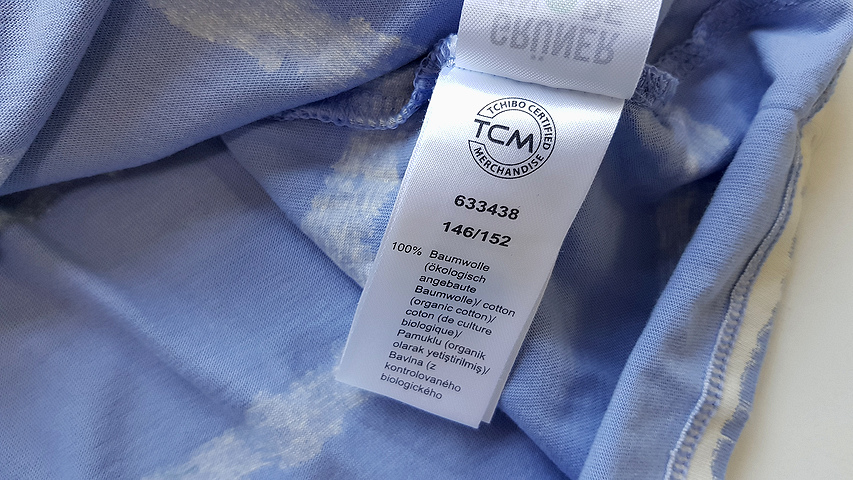 GRÜNER
TCHIBO CERTIFIED
TCM
MERCHANDISE
633438
146/152
100% Baumwolle
(ökologisch
angebaute
Baumwolle)/ cotton
(organic cotton)/
coton (de culture
biologique)/
Pamuklu (organik
olarak yetiştirilmiş)/
Bavlna (z
kontrolovaného
biologického